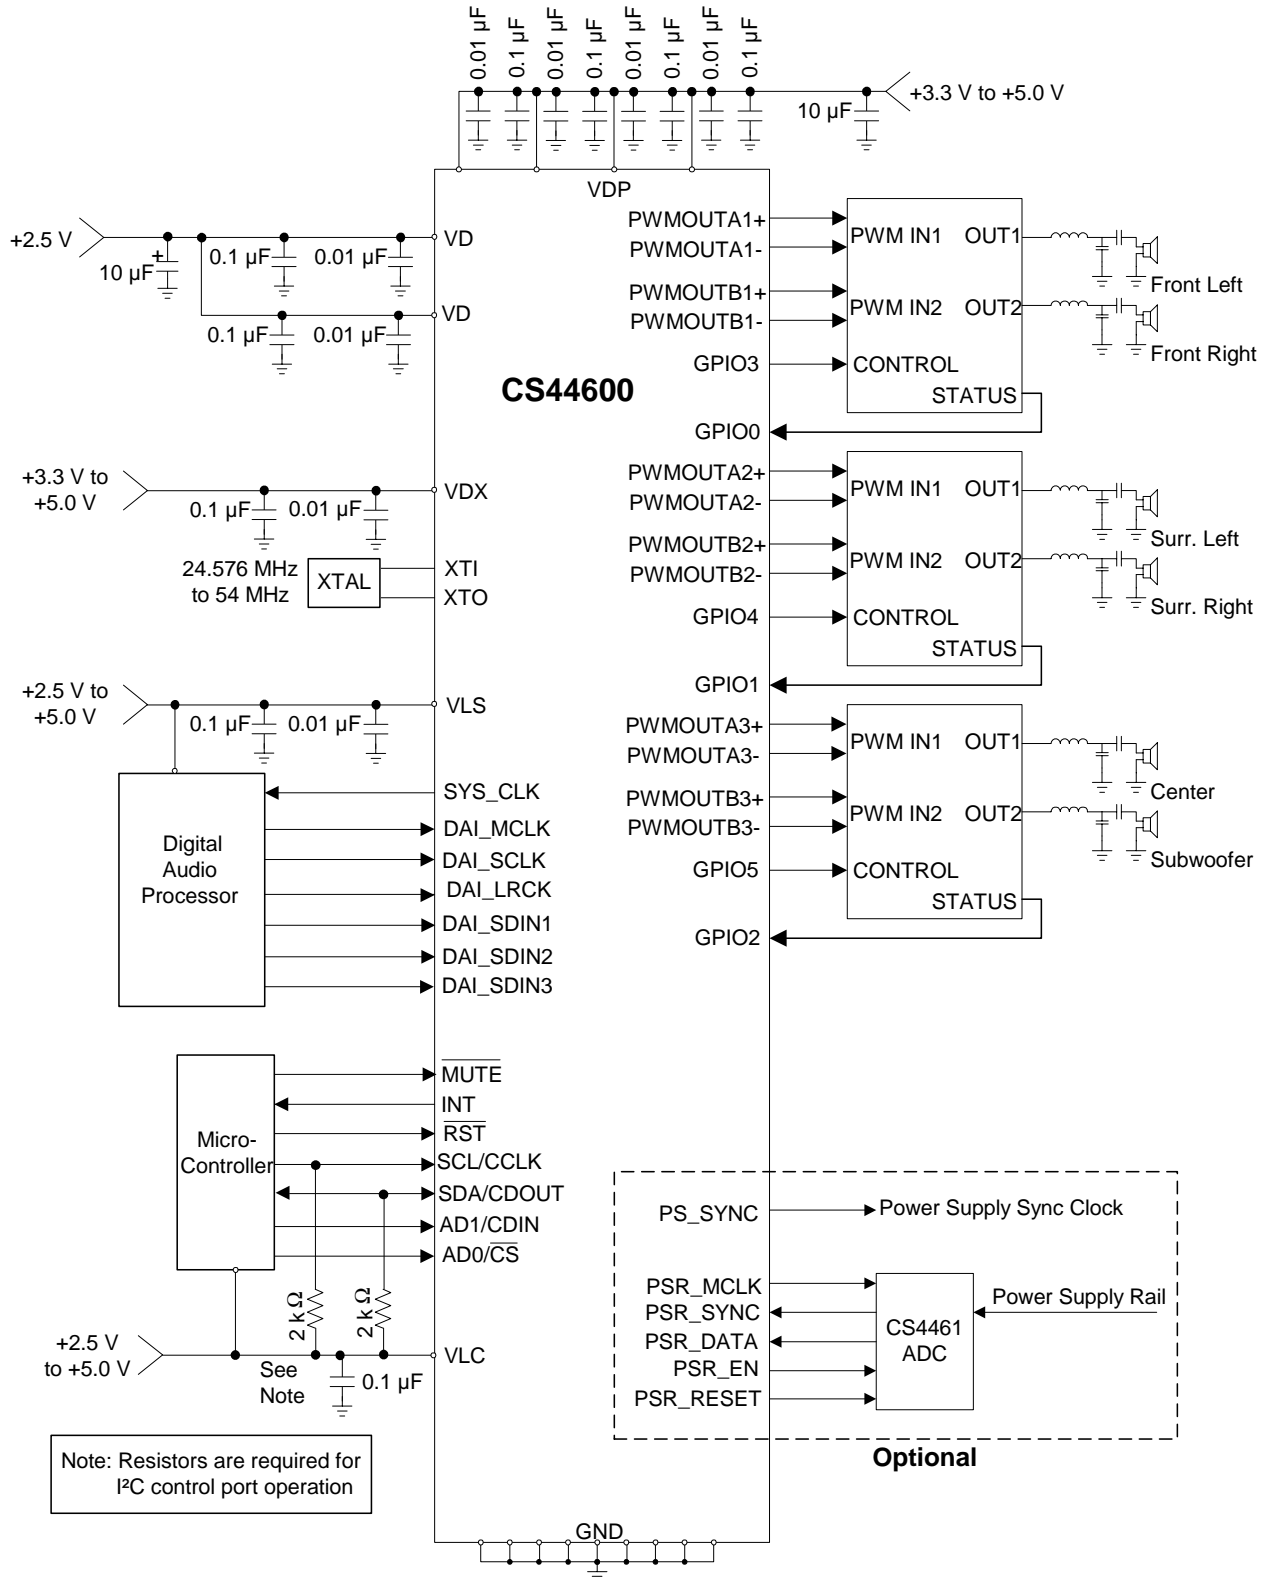 0.01 µF
0.1 µF
0.01 µF
0.1 µF
0.01 µF
0.1 µF
0.01 µF
0.1 µF
10 µF
+3.3 V to +5.0 V
VDP
+2.5 V
10 µF
+
0.1 µF
0.01 µF
VD
0.1 µF
0.01 µF
VD
CS44600
+3.3 V to
+5.0 V
0.1 µF
0.01 µF
VDX
24.576 MHz
to 54 MHz
XTAL
XTI
XTO
+2.5 V to
+5.0 V
0.1 µF
0.01 µF
VLS
Digital
Audio
Processor
SYS_CLK
DAI_MCLK
DAI_SCLK
DAI_LRCK
DAI_SDIN1
DAI_SDIN2
DAI_SDIN3
Micro-
Controller
MUTE
INT
RST
SCL/CCLK
SDA/CDOUT
AD1/CDIN
AD0/CS
2 k Ω
2 k Ω
+2.5 V
to +5.0 V
See
Note
0.1 µF
VLC
Note: Resistors are required for
I²C control port operation
PWMOUTA1+
PWMOUTA1-
PWMOUTB1+
PWMOUTB1-
GPIO3
GPIO0
PWM IN1
OUT1
PWM IN2
OUT2
CONTROL
STATUS
Front Left
Front Right
PWMOUTA2+
PWMOUTA2-
PWMOUTB2+
PWMOUTB2-
GPIO4
GPIO1
PWM IN1
OUT1
PWM IN2
OUT2
CONTROL
STATUS
Surr. Left
Surr. Right
PWMOUTA3+
PWMOUTA3-
PWMOUTB3+
PWMOUTB3-
GPIO5
GPIO2
PWM IN1
OUT1
PWM IN2
OUT2
CONTROL
STATUS
Center
Subwoofer
PS_SYNC
Power Supply Sync Clock
PSR_MCLK
PSR_SYNC
PSR_DATA
PSR_EN
PSR_RESET
CS4461
ADC
Power Supply Rail
Optional
GND